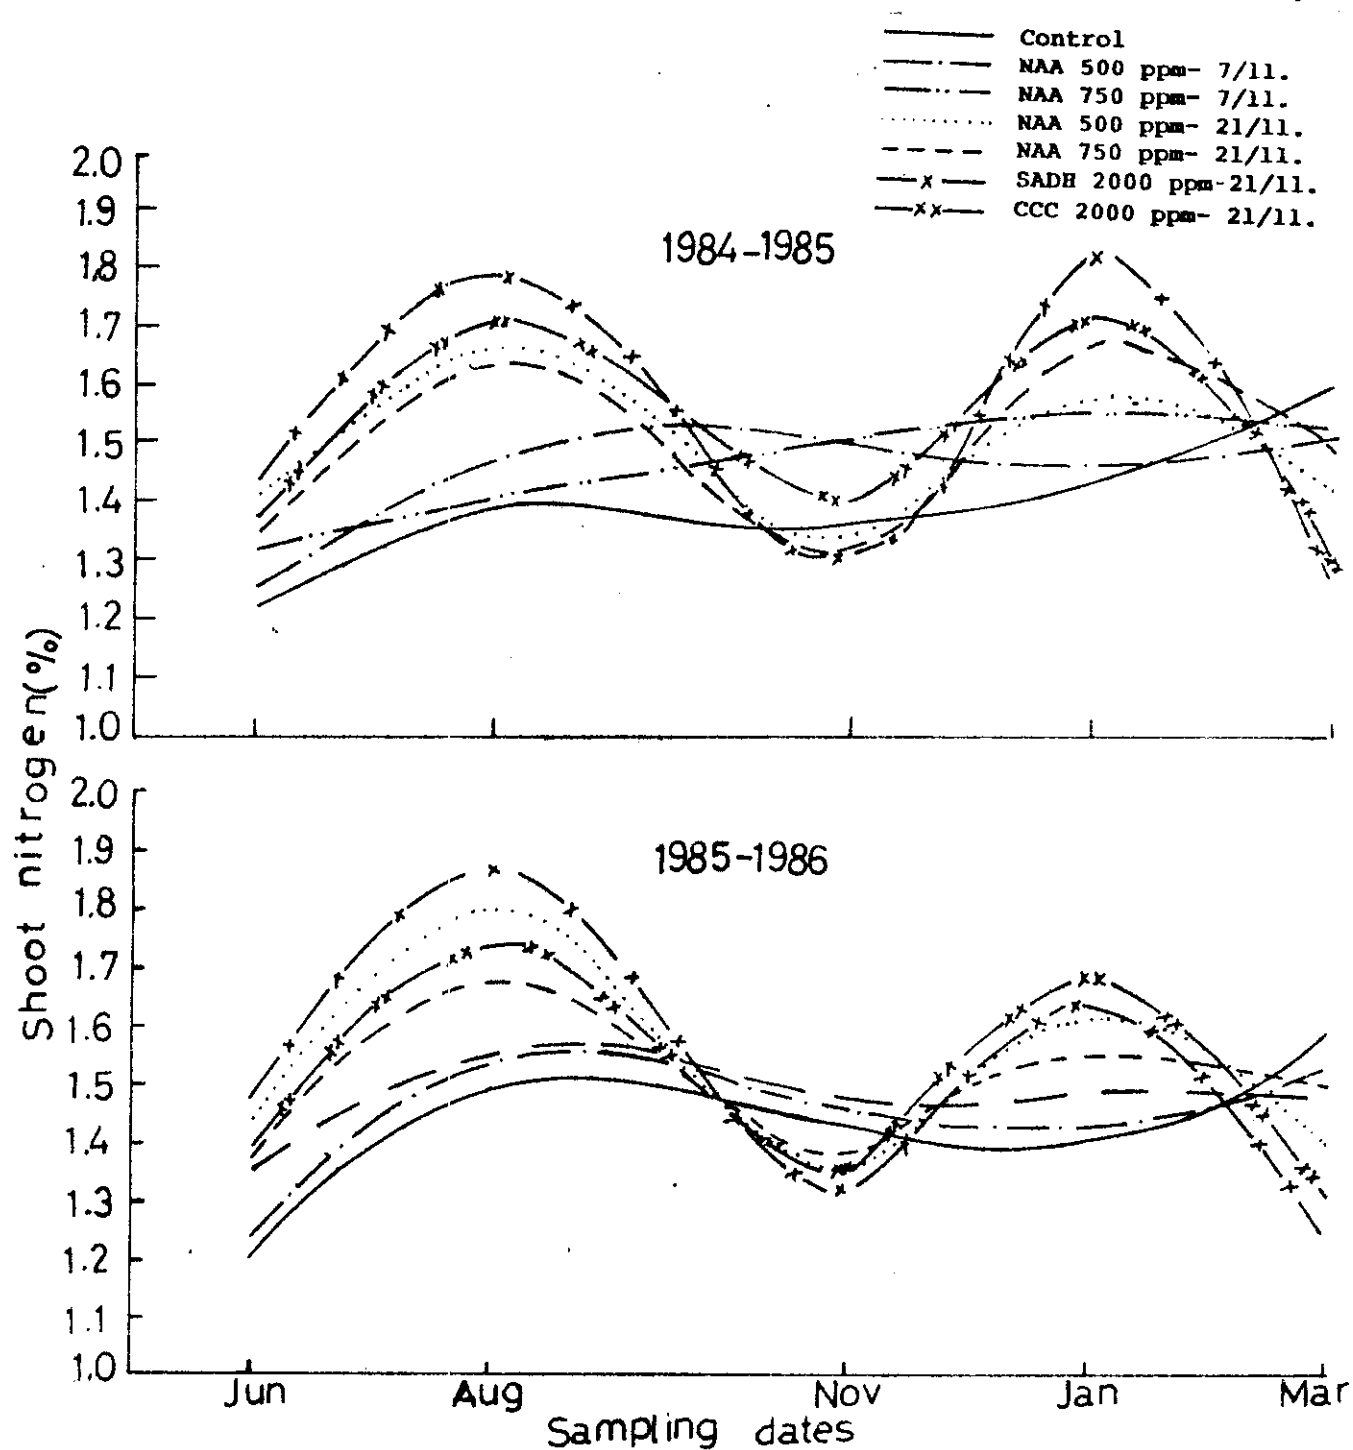 Control
NAA 500 ppm- 7/11.
NAA 750 ppm- 7/11.
NAA 500 ppm- 21/11.
NAA 750 ppm- 21/11.
SADH 2000 ppm-21/11.
CCC 2000 ppm- 21/11.
1984-1985
2.0
1.9
1.8
1.7
1.6
1.5
1.4
1.3
1.2
1.1
1.0
Shoot nitrogen(%)
1985-1986
2.0
1.9
1.8
1.7
1.6
1.5
1.4
1.3
1.2
1.1
1.0
Jun Aug Nov Jan Mar
Sampling dates